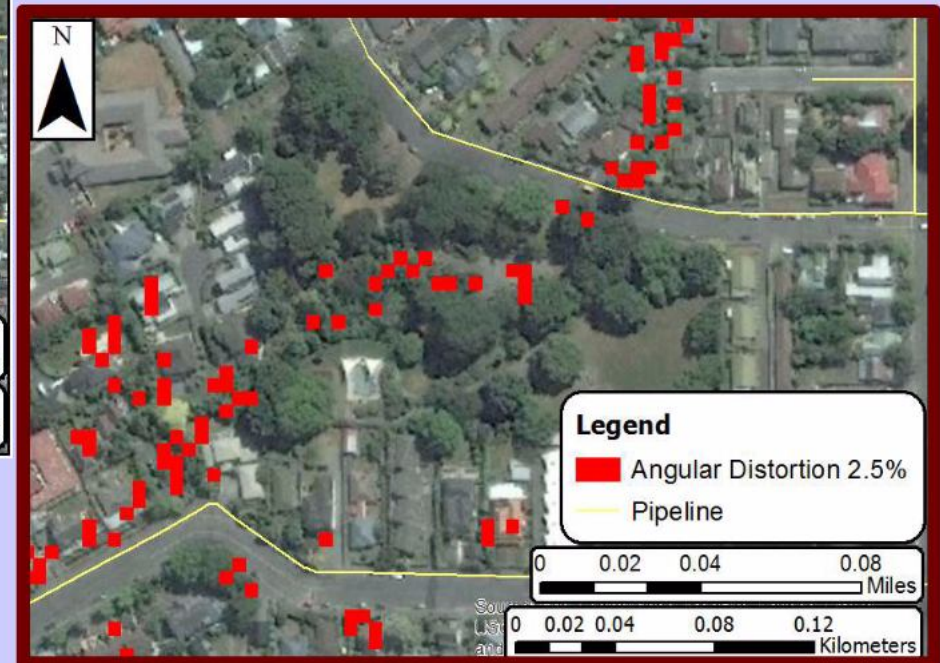 N
Legend
Angular Distortion 2.5%
Pipeline
0 0.02 0.04 0.08
Miles
0 0.02 0.04 0.08 0.12
Kilometers